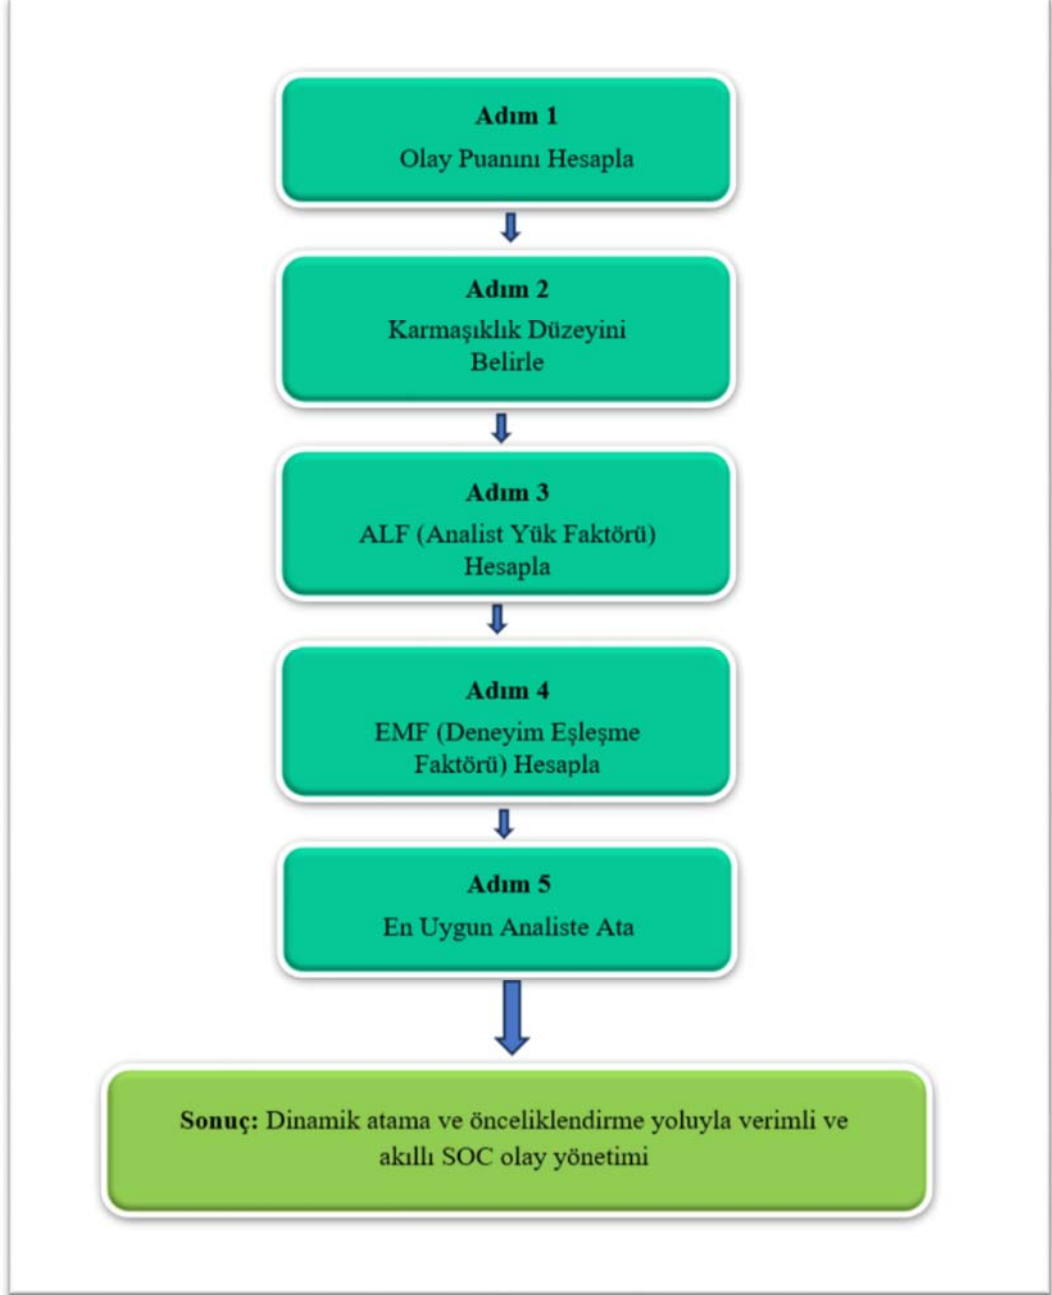 Adım 1
Olay Puanını Hesapla
Adım 2
Karmaşıklık Düzeyini
Belirle
Adım 3
ALF (Analist Yük Faktörü)
Hesapla
Adım 4
EMF (Deneyim Eşleşme
Faktörü) Hesapla
Adım 5
En Uygun Analiste Ata
Sonuç: Dinamik atama ve önceliklendirme yoluyla verimli ve
akıllı SOC olay yönetimi